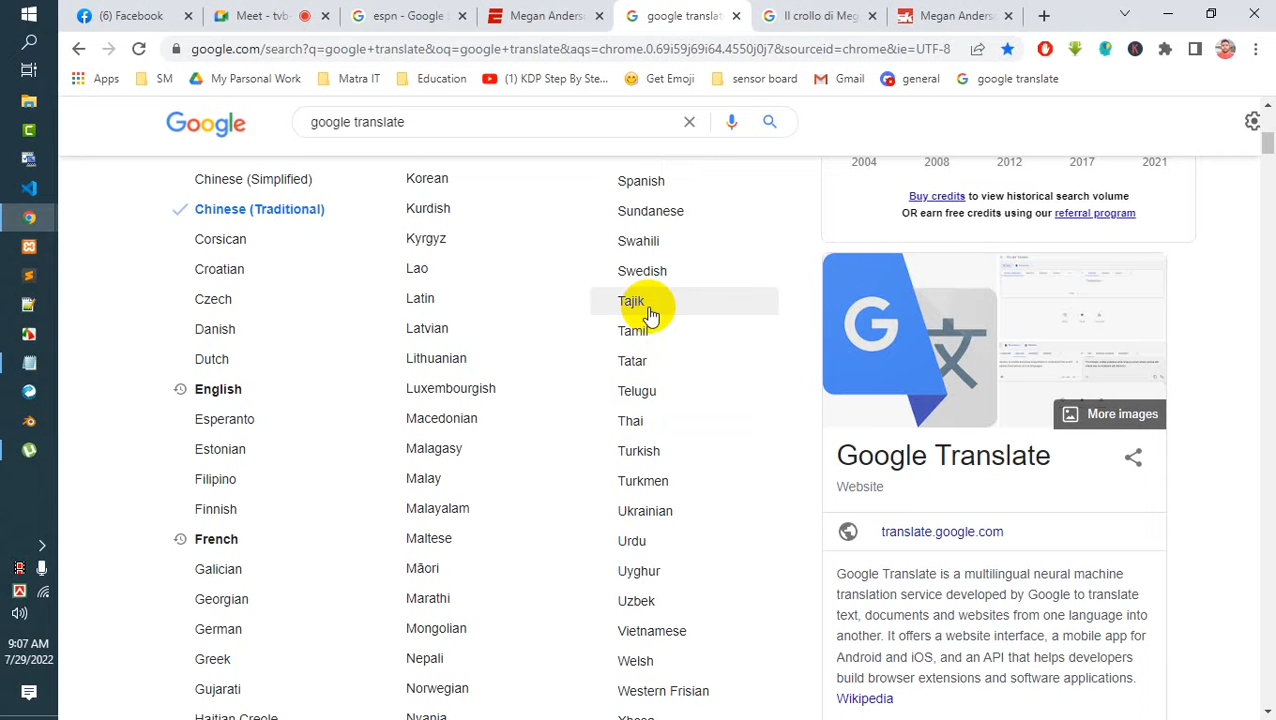 (6) Facebook
Meet - tvb-
espn - Google
Megan Anders
google translat
Il crollo di Meg
Megan Anders
google.com/search?q=google+translate&oq=google+translate&aqs=chrome.0.69i59j69i64.4550j0j7&sourceid=chrome&ie=UTF-8
Apps
SM
My Parsonal Work
Matra IT
Education
(1) KDP Step By Ste...
Get Emoji
sensor board
Gmail
general
google translate
Google
google translate
Chinese (Simplified)
Chinese (Traditional)
Corsican
Croatian
Czech
Danish
Dutch
English
Esperanto
Estonian
Filipino
Finnish
French
Galician
Georgian
German
Greek
Gujarati
Haitian Creole
Korean
Kurdish
Kyrgyz
Lao
Latin
Latvian
Lithuanian
Luxembourgish
Macedonian
Malagasy
Malay
Malayalam
Maltese
Māori
Marathi
Mongolian
Nepali
Norwegian
Nyanja
Spanish
Sundanese
Swahili
Swedish
Tajik
Tamil
Tatar
Telugu
Thai
Turkish
Turkmen
Ukrainian
Urdu
Uyghur
Uzbek
Vietnamese
Welsh
Western Frisian
Xhosa
2004 2008 2012 2017 2021
Buy credits to view historical search volume
OR earn free credits using our referral program
G 文
More images
Google Translate
Website
translate.google.com
Google Translate is a multilingual neural machine
translation service developed by Google to translate
text, documents and websites from one language into
another. It offers a website interface, a mobile app for
Android and iOS, and an API that helps developers
build browser extensions and software applications.
Wikipedia
9:07 AM
7/29/2022